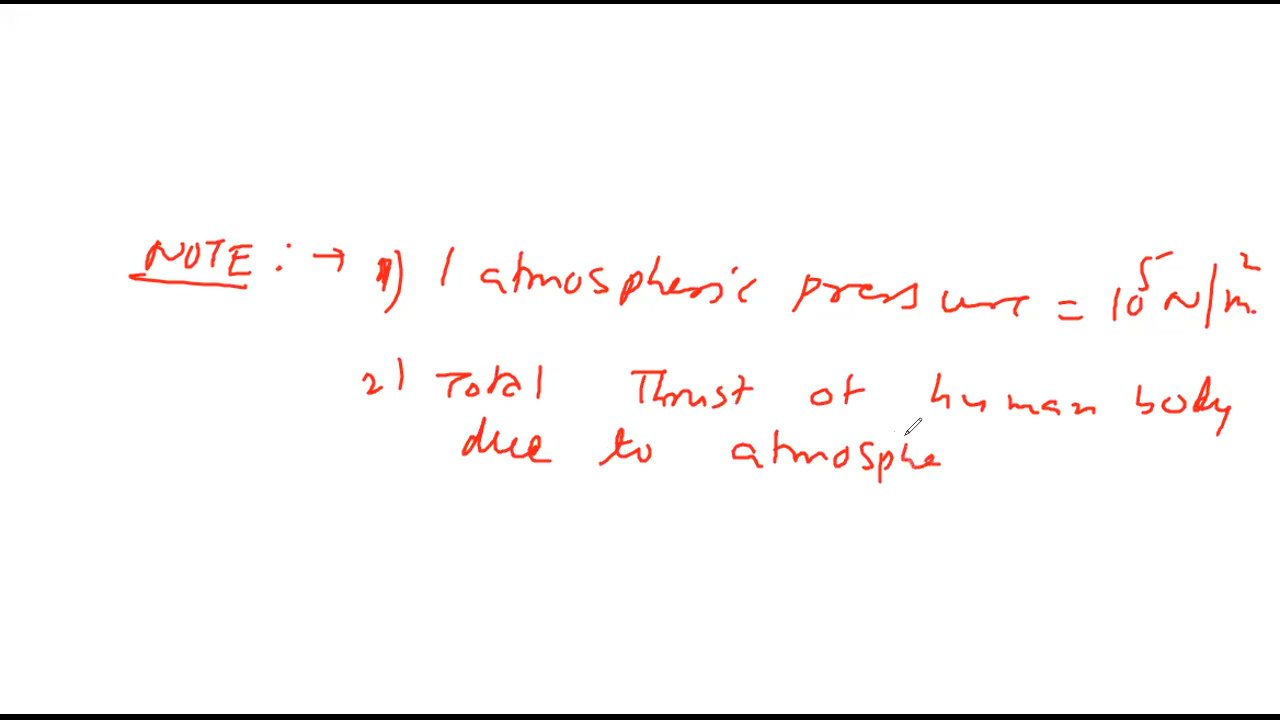 NOTE : → 1) 1 atmospheric pressure = 10⁵ N/m²
2) Total Thrust of human body
due to atmosphe